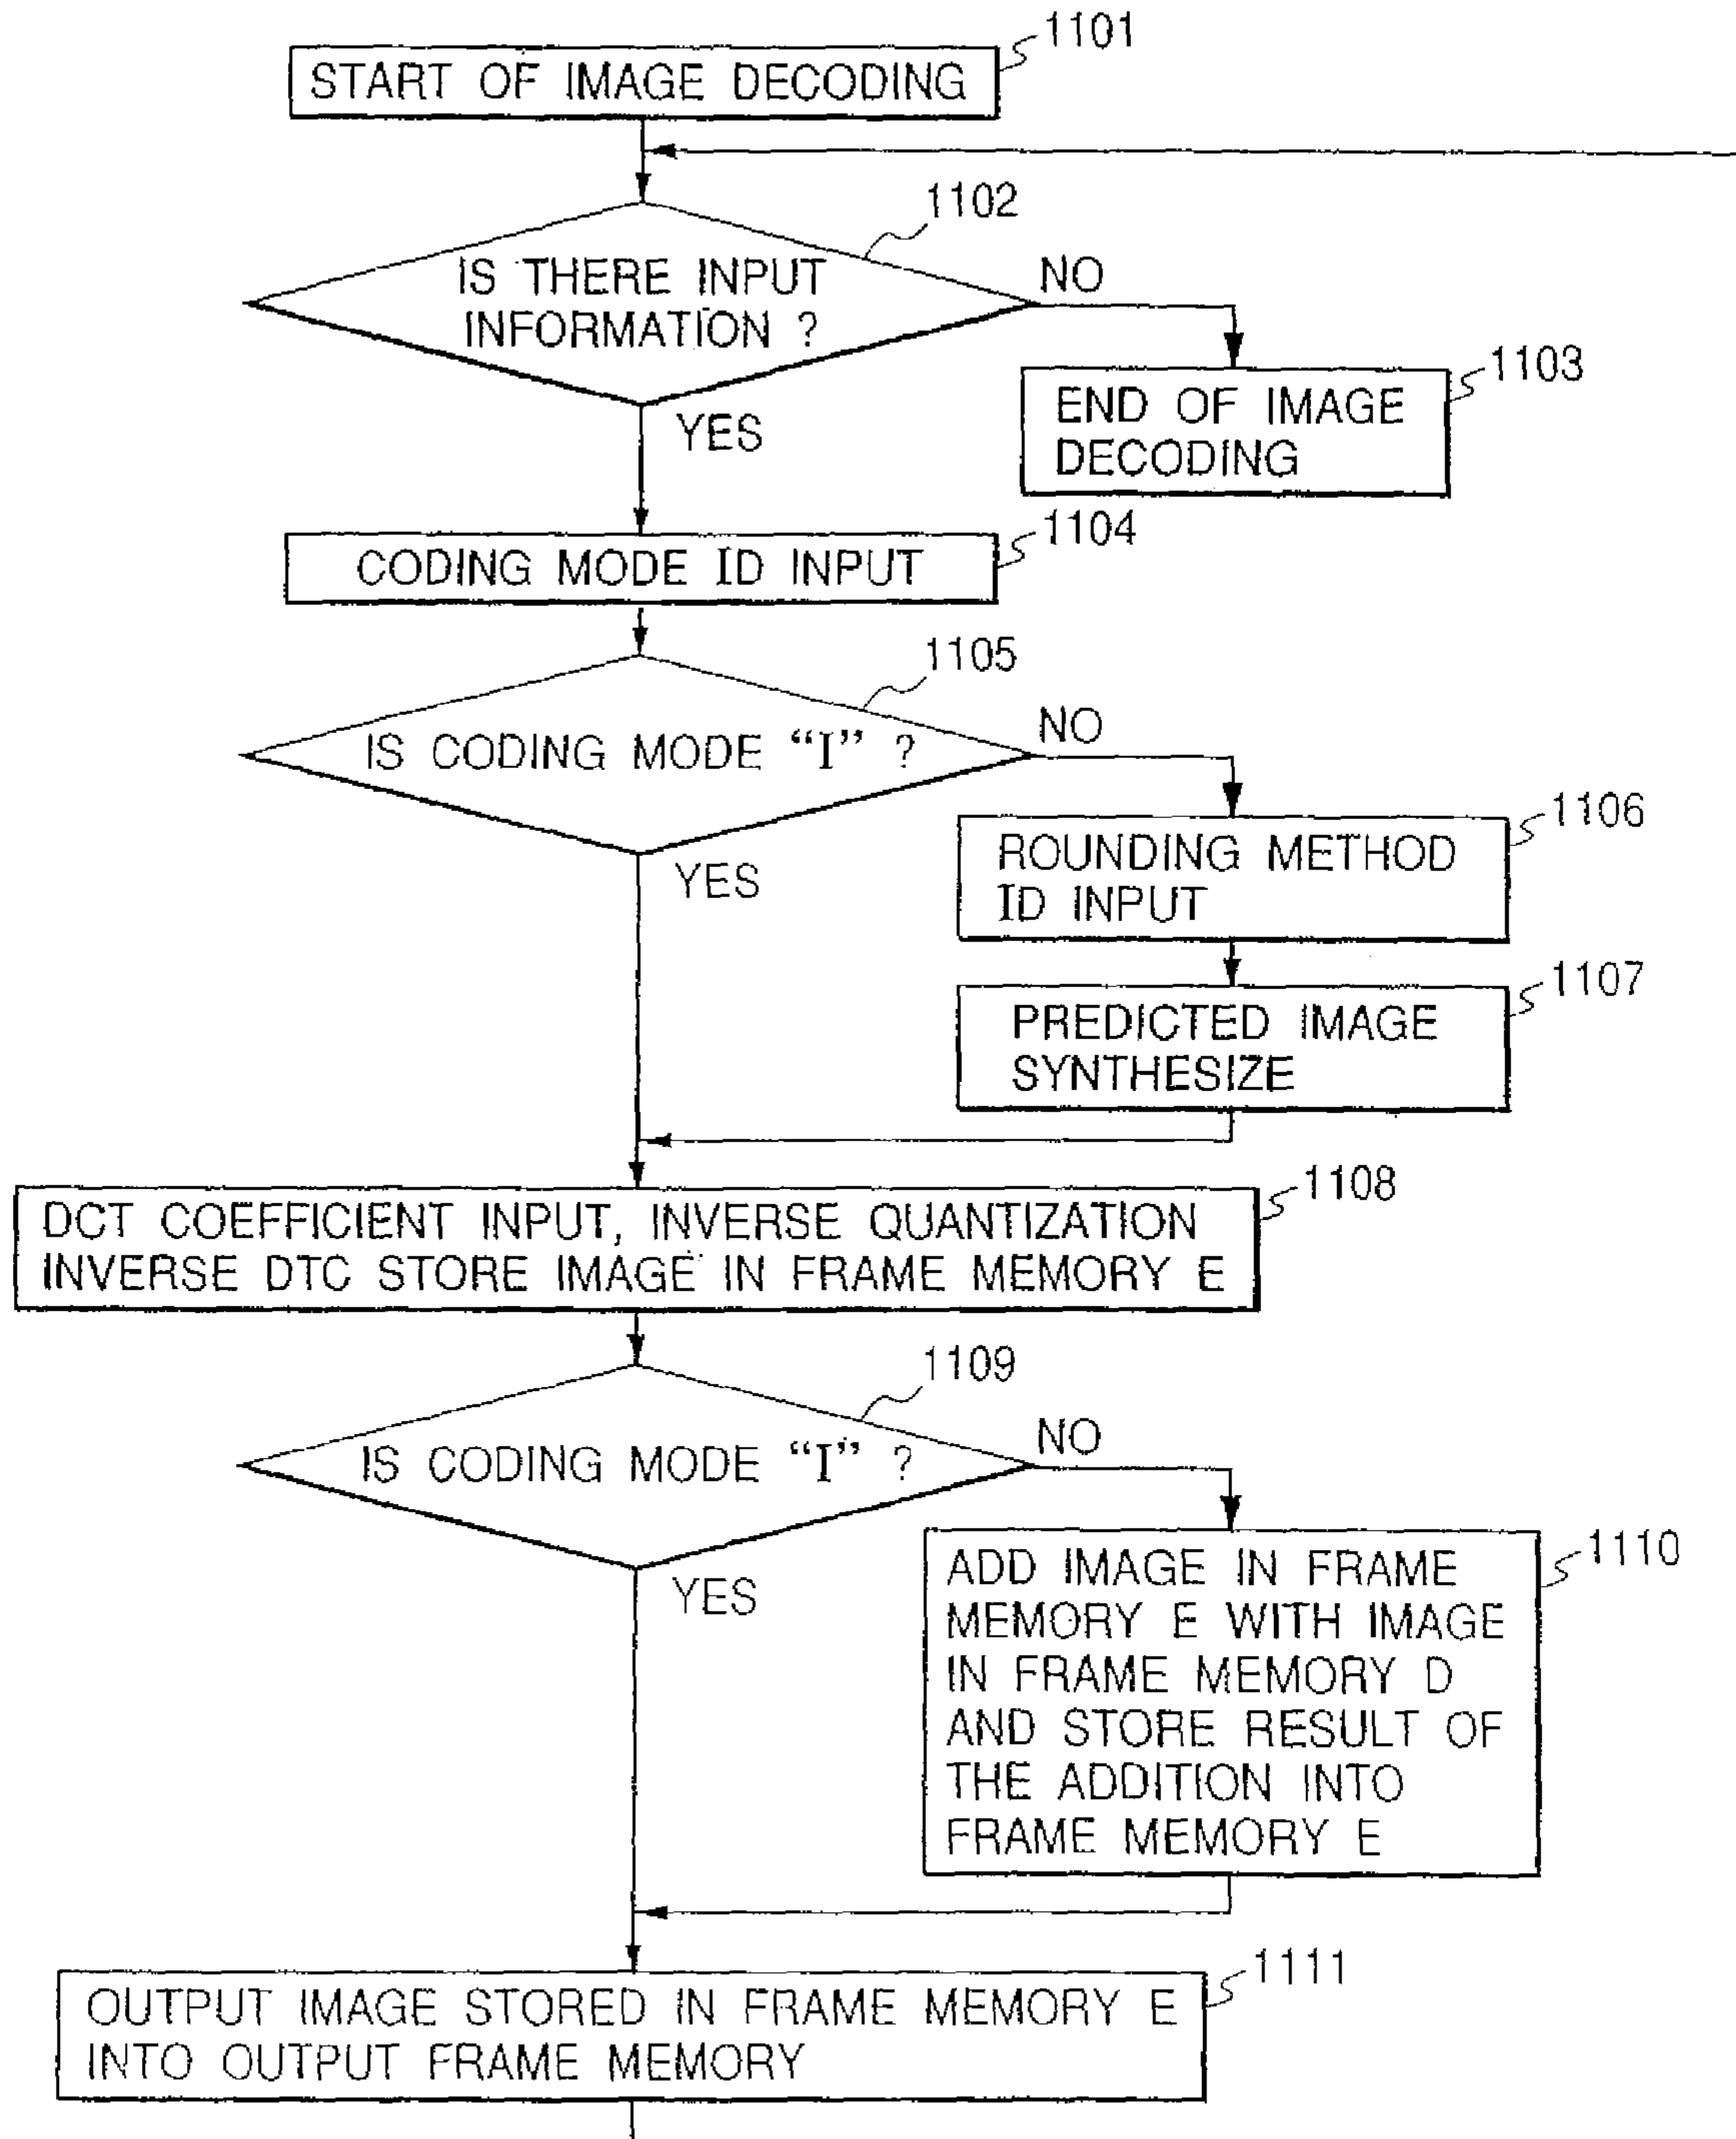 1101
START OF IMAGE DECODING
1102
IS THERE INPUT
INFORMATION ?
NO
YES
1103
END OF IMAGE
DECODING
1104
CODING MODE ID INPUT
1105
IS CODING MODE “I” ?
NO
YES
1106
ROUNDING METHOD
ID INPUT
1107
PREDICTED IMAGE
SYNTHESIZE
1108
DCT COEFFICIENT INPUT, INVERSE QUANTIZATION
INVERSE DTC STORE IMAGE IN FRAME MEMORY E
1109
IS CODING MODE “I” ?
NO
YES
1110
ADD IMAGE IN FRAME
MEMORY E WITH IMAGE
IN FRAME MEMORY D
AND STORE RESULT OF
THE ADDITION INTO
FRAME MEMORY E
1111
OUTPUT IMAGE STORED IN FRAME MEMORY E
INTO OUTPUT FRAME MEMORY